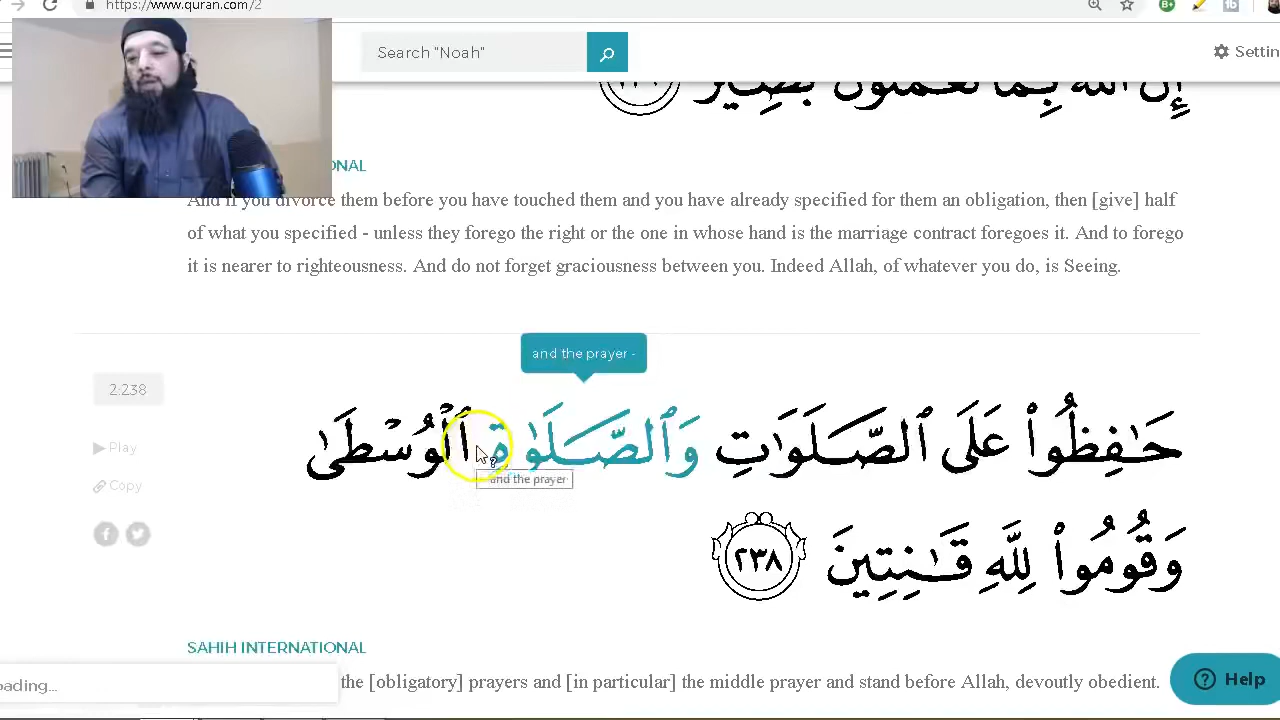 https://www.quran.com/2
Search "Noah"
Settin
إِنَّ ٱللَّهَ بِمَا تَعْمَلُونَ بَصِيرٌ
ONAL
And if you divorce them before you have touched them and you have already specified for them an obligation, then [give] half
of what you specified - unless they forego the right or the one in whose hand is the marriage contract foregoes it. And to forego
it is nearer to righteousness. And do not forget graciousness between you. Indeed Allah, of whatever you do, is Seeing.
and the prayer -
2:238
حَـٰفِظُوا۟ عَلَى ٱلصَّلَوَٰتِ وَٱلصَّلَوٰةِ ٱلْوُسْطَىٰ
Play
and the prayer
Copy
وَقُومُوا۟ لِلَّهِ قَـٰنِتِينَ ٢٣٨
SAHIH INTERNATIONAL
oading...
the [obligatory] prayers and [in particular] the middle prayer and stand before Allah, devoutly obedient.
Help